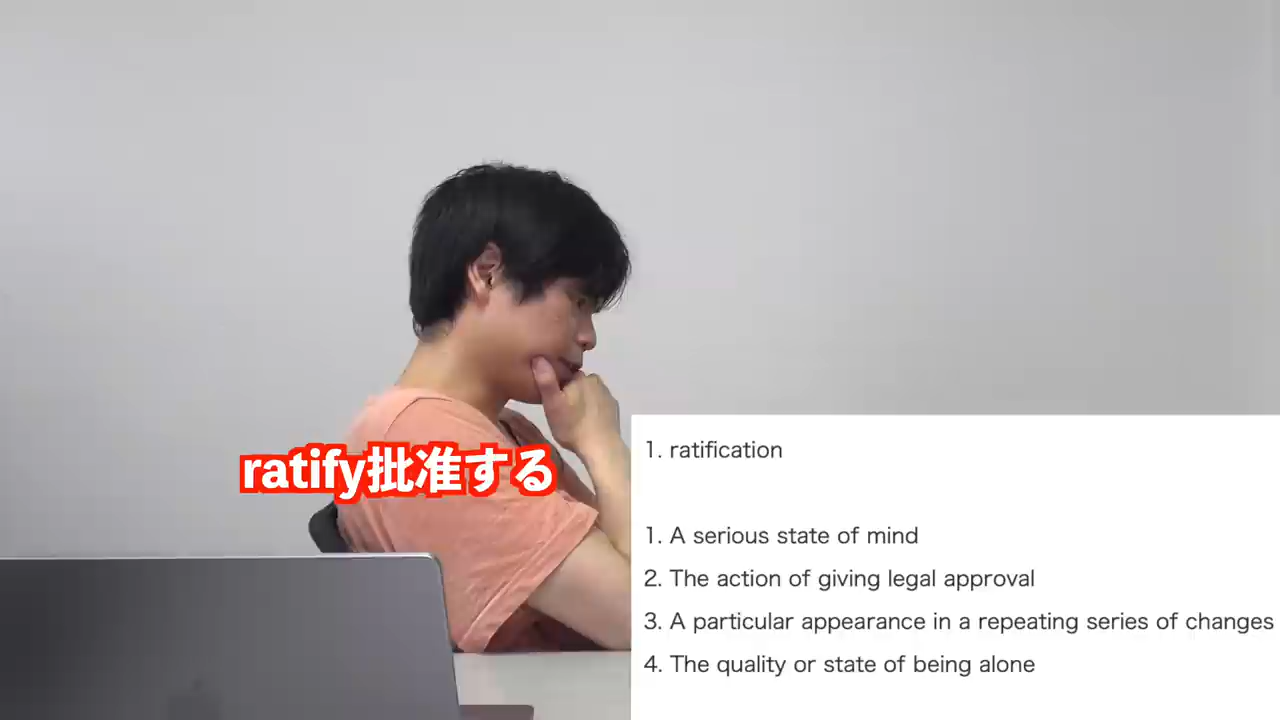 ratify批准する
1. ratification
1. A serious state of mind
2. The action of giving legal approval
3. A particular appearance in a repeating series of changes
4. The quality or state of being alone